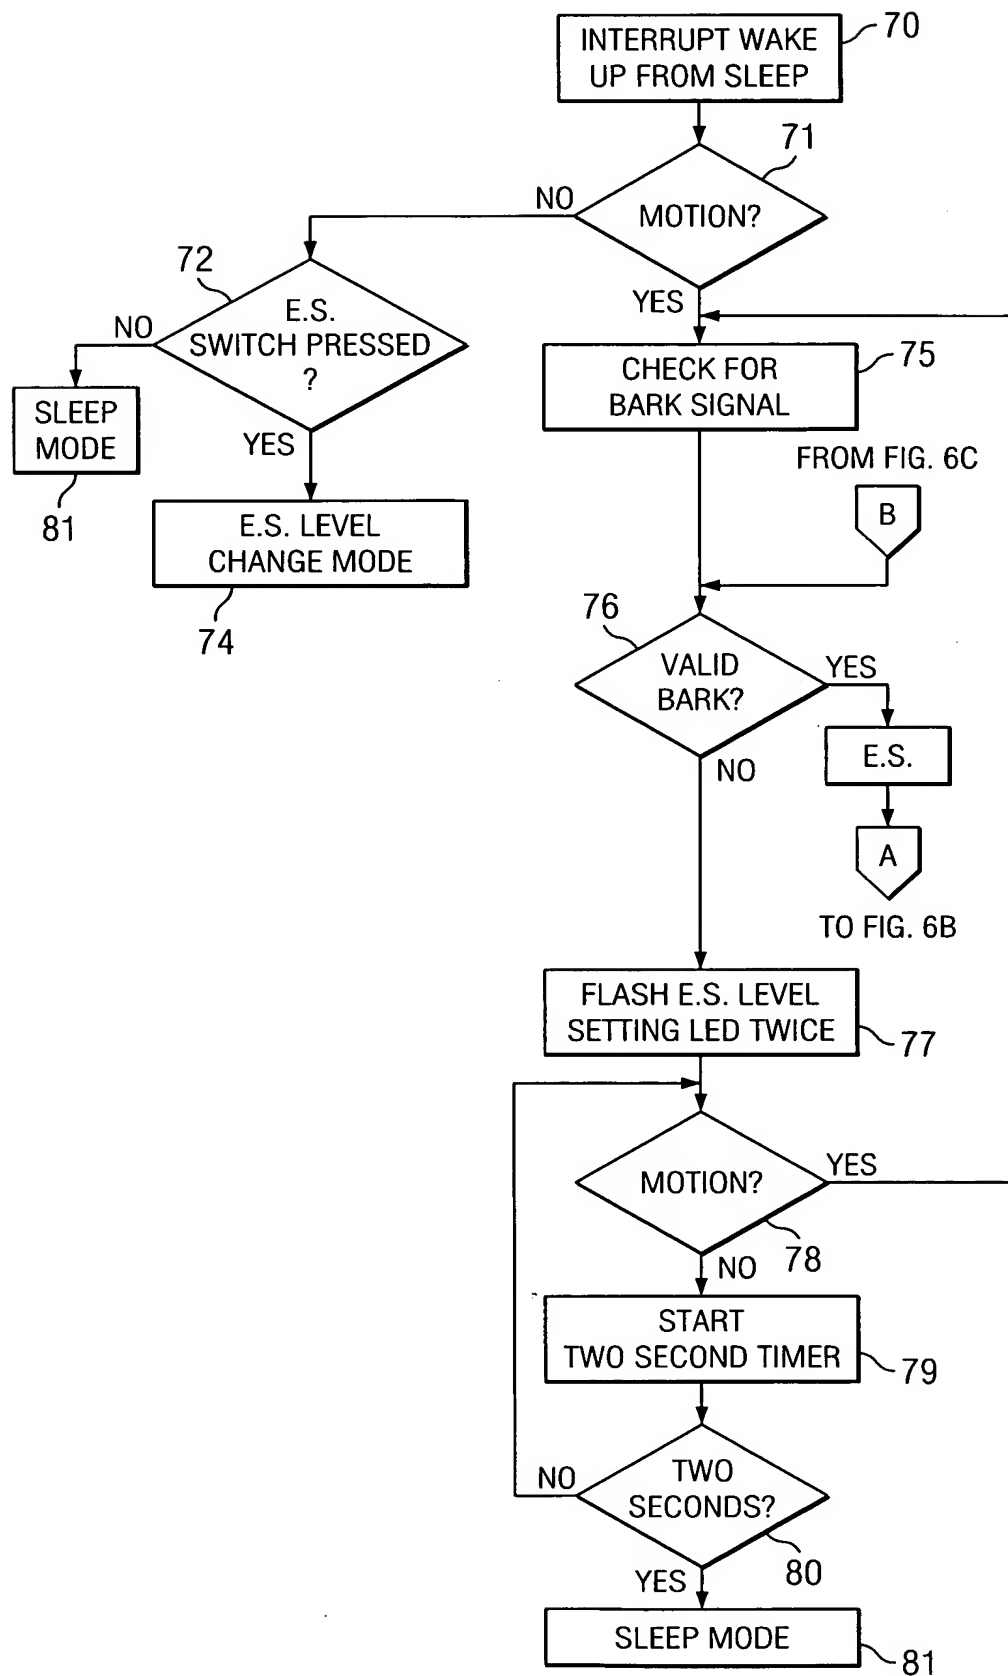 INTERRUPT WAKE
UP FROM SLEEP
70
71
MOTION?
NO
YES
72
E.S.
SWITCH PRESSED
?
NO
SLEEP
MODE
81
YES
E.S. LEVEL
CHANGE MODE
74
CHECK FOR
BARK SIGNAL
75
FROM FIG. 6C
B
76
VALID
BARK?
YES
NO
E.S.
A
TO FIG. 6B
FLASH E.S. LEVEL
SETTING LED TWICE
77
MOTION?
YES
78
NO
START
TWO SECOND TIMER
79
NO
TWO
SECONDS?
80
YES
SLEEP MODE
81